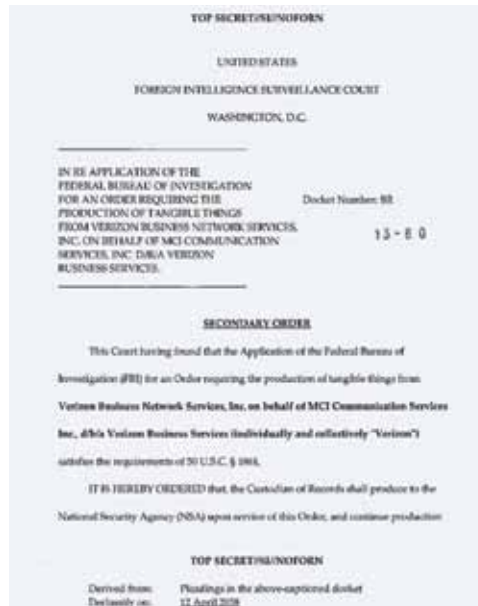 TOP SECRET//SI//NOFORN
UNITED STATES
FOREIGN INTELLIGENCE SURVEILLANCE COURT
WASHINGTON, D.C.
IN RE APPLICATION OF THE
FEDERAL BUREAU OF INVESTIGATION
FOR AN ORDER REQUIRING THE
PRODUCTION OF TANGIBLE THINGS
FROM VERIZON BUSINESS NETWORK SERVICES,
INC. ON BEHALF OF MCI COMMUNICATION
SERVICES, INC. D/B/A VERIZON
BUSINESS SERVICES.
Docket Number: BR
13-80
SECONDARY ORDER
This Court having found that the Application of the Federal Bureau of
Investigation (FBI) for an Order requiring the production of tangible things from
Verizon Business Network Services, Inc. on behalf of MCI Communication Services
Inc., d/b/a Verizon Business Services (individually and collectively "Verizon")
satisfies the requirements of 50 U.S.C. § 1861,
IT IS HEREBY ORDERED that, the Custodian of Records shall produce to the
National Security Agency (NSA) upon service of this Order, and continue production
TOP SECRET//SI//NOFORN
Derived from: Pleadings in the above-captioned docket
Declassify on: 12 April 2038